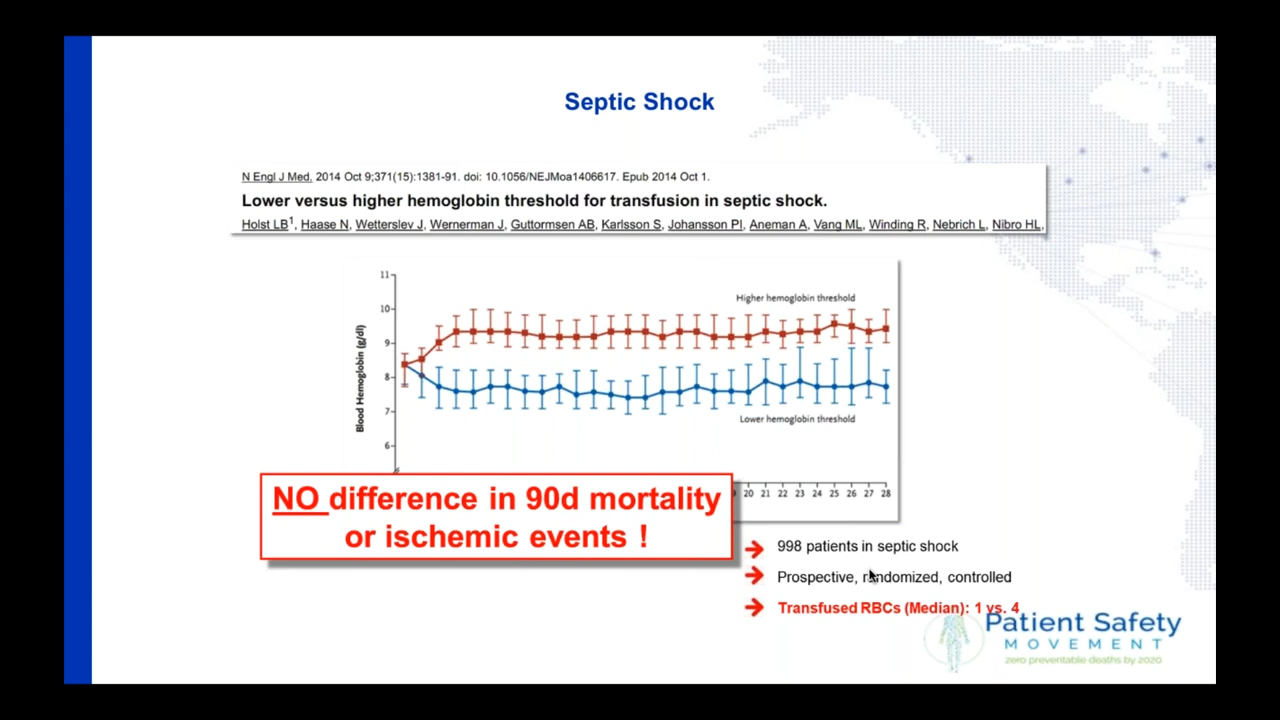 Septic Shock
N Engl J Med. 2014 Oct 9;371(15):1381-91. doi: 10.1056/NEJMoa1406617. Epub 2014 Oct 1.
Lower versus higher hemoglobin threshold for transfusion in septic shock.
Holst LB1, Haase N, Wetterslev J, Wernerman J, Guttormsen AB, Karlsson S, Johansson PI, Aneman A, Vang ML, Winding R, Nebrich L, Nibro HL,
11
10
9
8
7
6
Blood Hemoglobin (g/dl)
Higher hemoglobin threshold
Lower hemoglobin threshold
20 21 22 23 24 25 26 27 28
NO difference in 90d mortality
or ischemic events !
998 patients in septic shock
Prospective, randomized, controlled
Transfused RBCs (Median): 1 vs. 4
Patient Safety
MOVEMENT
zero preventable deaths by 2020